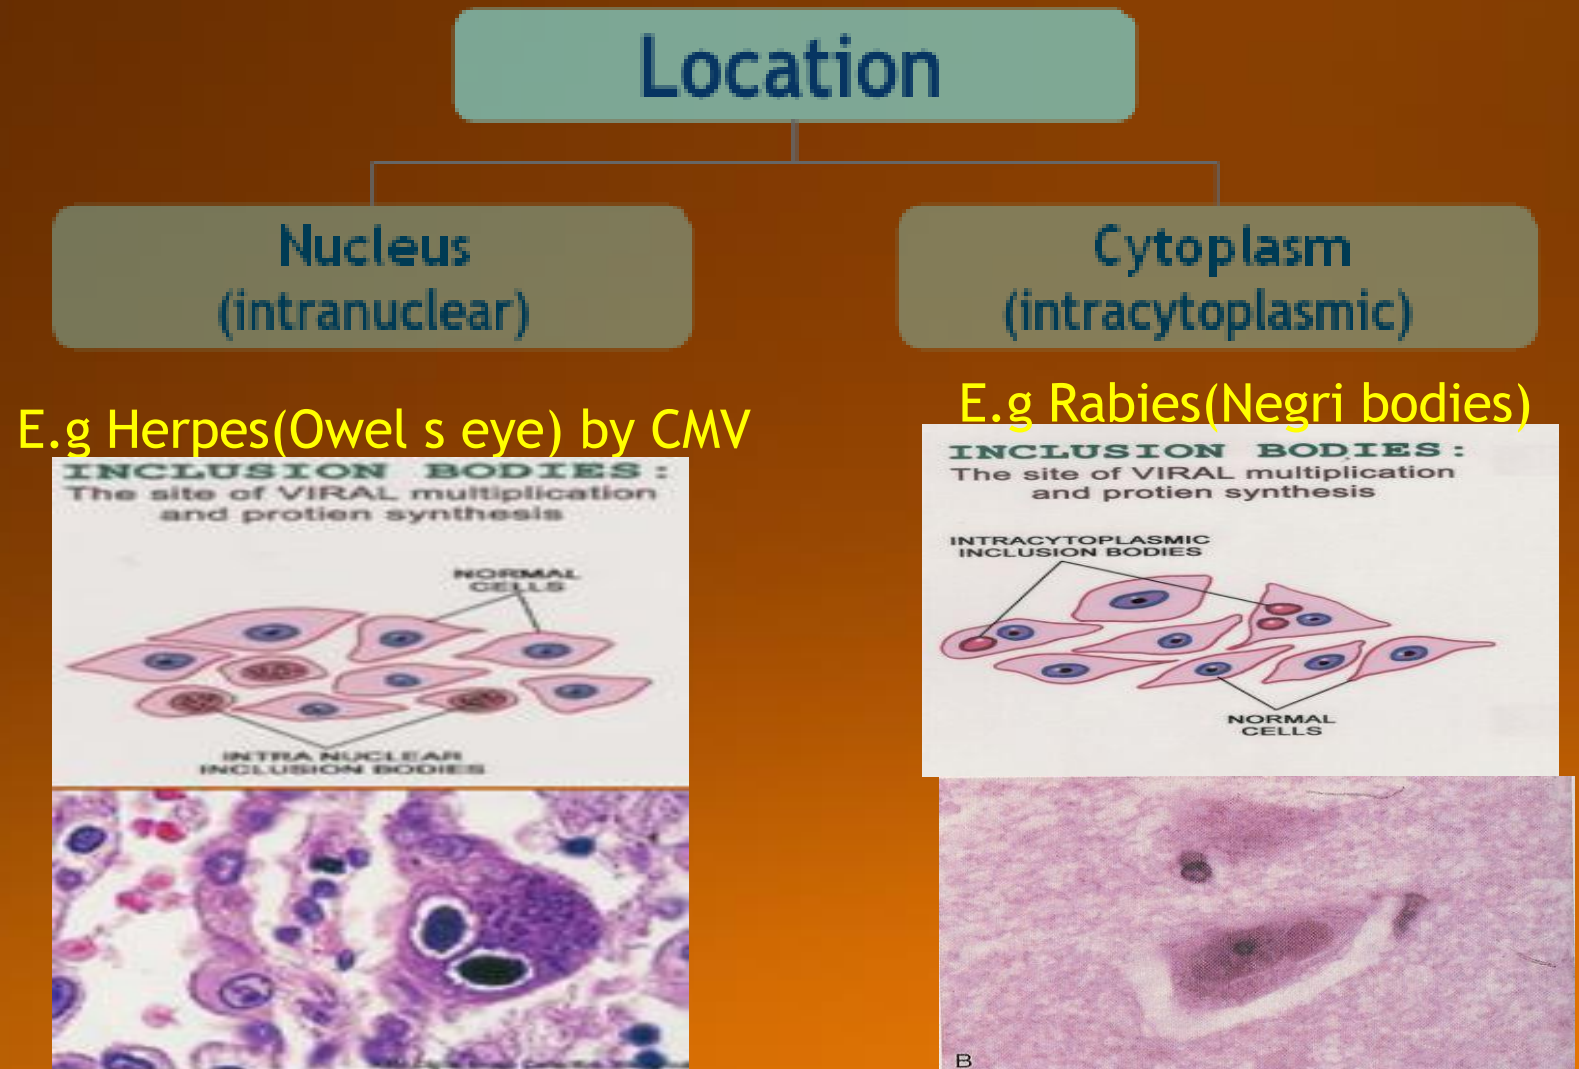 Location
Nucleus
(intranuclear)
Cytoplasm
(intracytoplasmic)
E.g Herpes(Owel s eye) by CMV
INCLUSION BODIES:
The site of VIRAL multiplication
and protien synthesis
NORMAL
CELLS
INTRA NUCLEAR
INCLUSION BODIES
E.g Rabies(Negri bodies)
INCLUSION BODIES:
The site of VIRAL multiplication
and protien synthesis
INTRACYTOPLASMIC
INCLUSION BODIES
NORMAL
CELLS
B